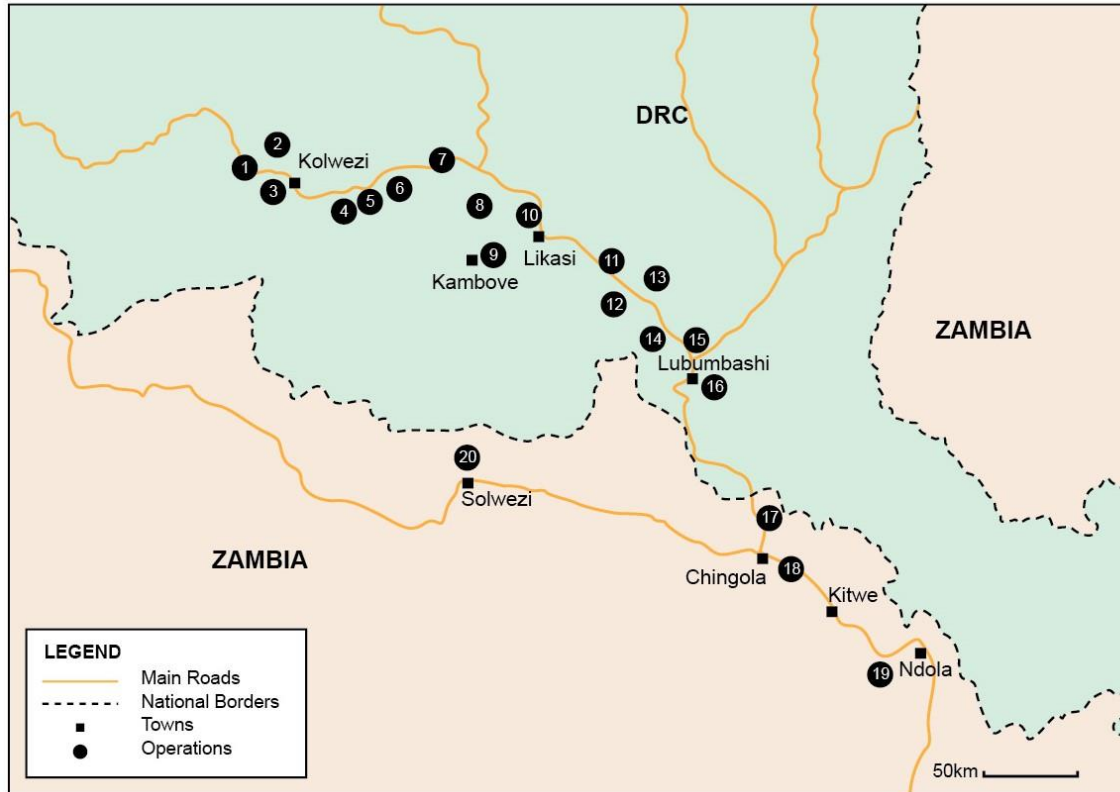 DRC
2
7
1
Kolwezi
3
6
5
4
8
10
Likasi
9
Kambove
11
13
12
ZAMBIA
14
15
Lubumbashi
16
20
Solwezi
17
ZAMBIA
Chingola
18
Kitwe
19
Ndola
LEGEND
Main Roads
National Borders
Towns
Operations
50km